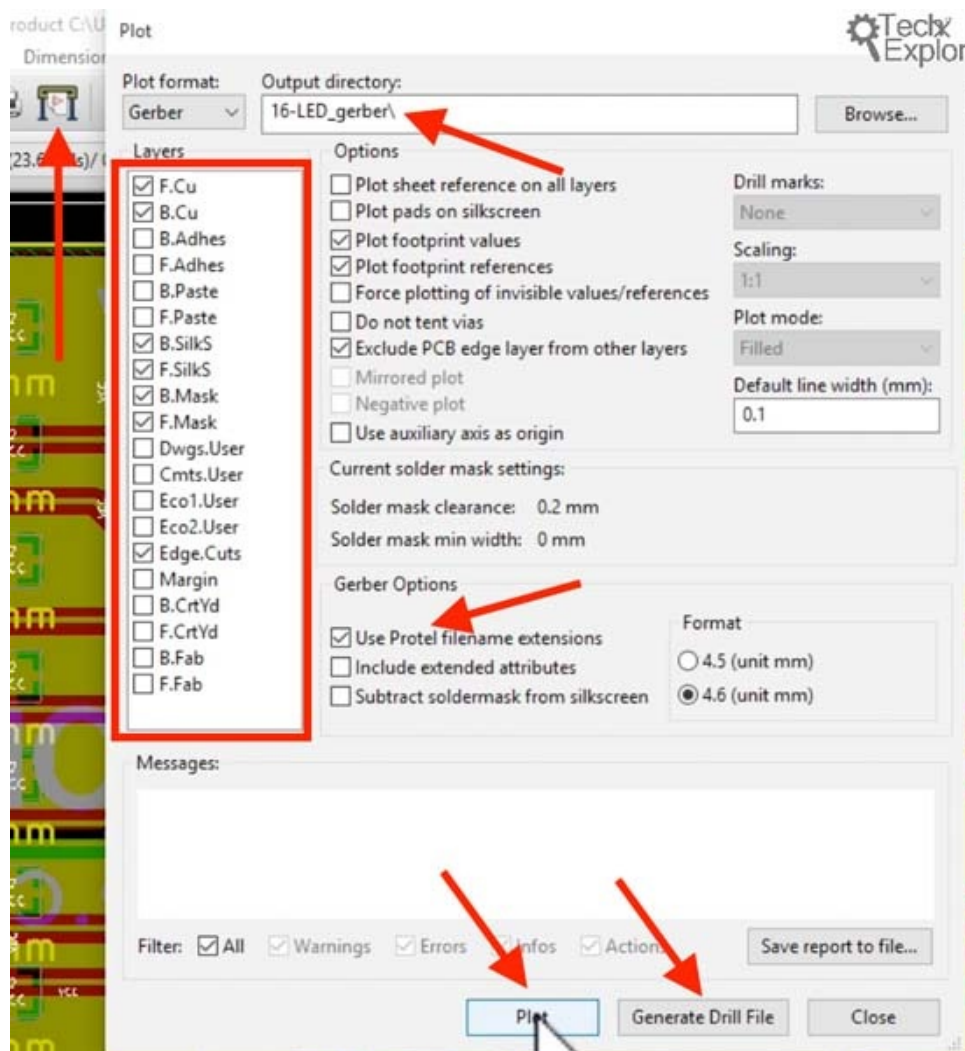 roduct C:\U
Plot
Tech
Explor
Dimension
Plot format:
Output directory:
Gerber
16-LED_gerber\
Browse...
(23.6
s)/
Layers
F.Cu
B.Cu
B.Adhes
F.Adhes
B.Paste
F.Paste
B.SilkS
F.SilkS
B.Mask
F.Mask
Dwgs.User
Cmts.User
Eco1.User
Eco2.User
Edge.Cuts
Margin
B.CrtYd
F.CrtYd
B.Fab
F.Fab
Options
Plot sheet reference on all layers
Plot pads on silkscreen
Plot footprint values
Plot footprint references
Force plotting of invisible values/references
Do not tent vias
Exclude PCB edge layer from other layers
Mirrored plot
Negative plot
Use auxiliary axis as origin
Drill marks:
None
Scaling:
1:1
Plot mode:
Filled
Default line width (mm):
0.1
Current solder mask settings:
Solder mask clearance: 0.2 mm
Solder mask min width: 0 mm
Gerber Options
Use Protel filename extensions
Include extended attributes
Subtract soldermask from silkscreen
Format
4.5 (unit mm)
4.6 (unit mm)
Messages:
Filter: All Warnings Errors Infos Action
Save report to file...
Plot
Generate Drill File
Close
YCC